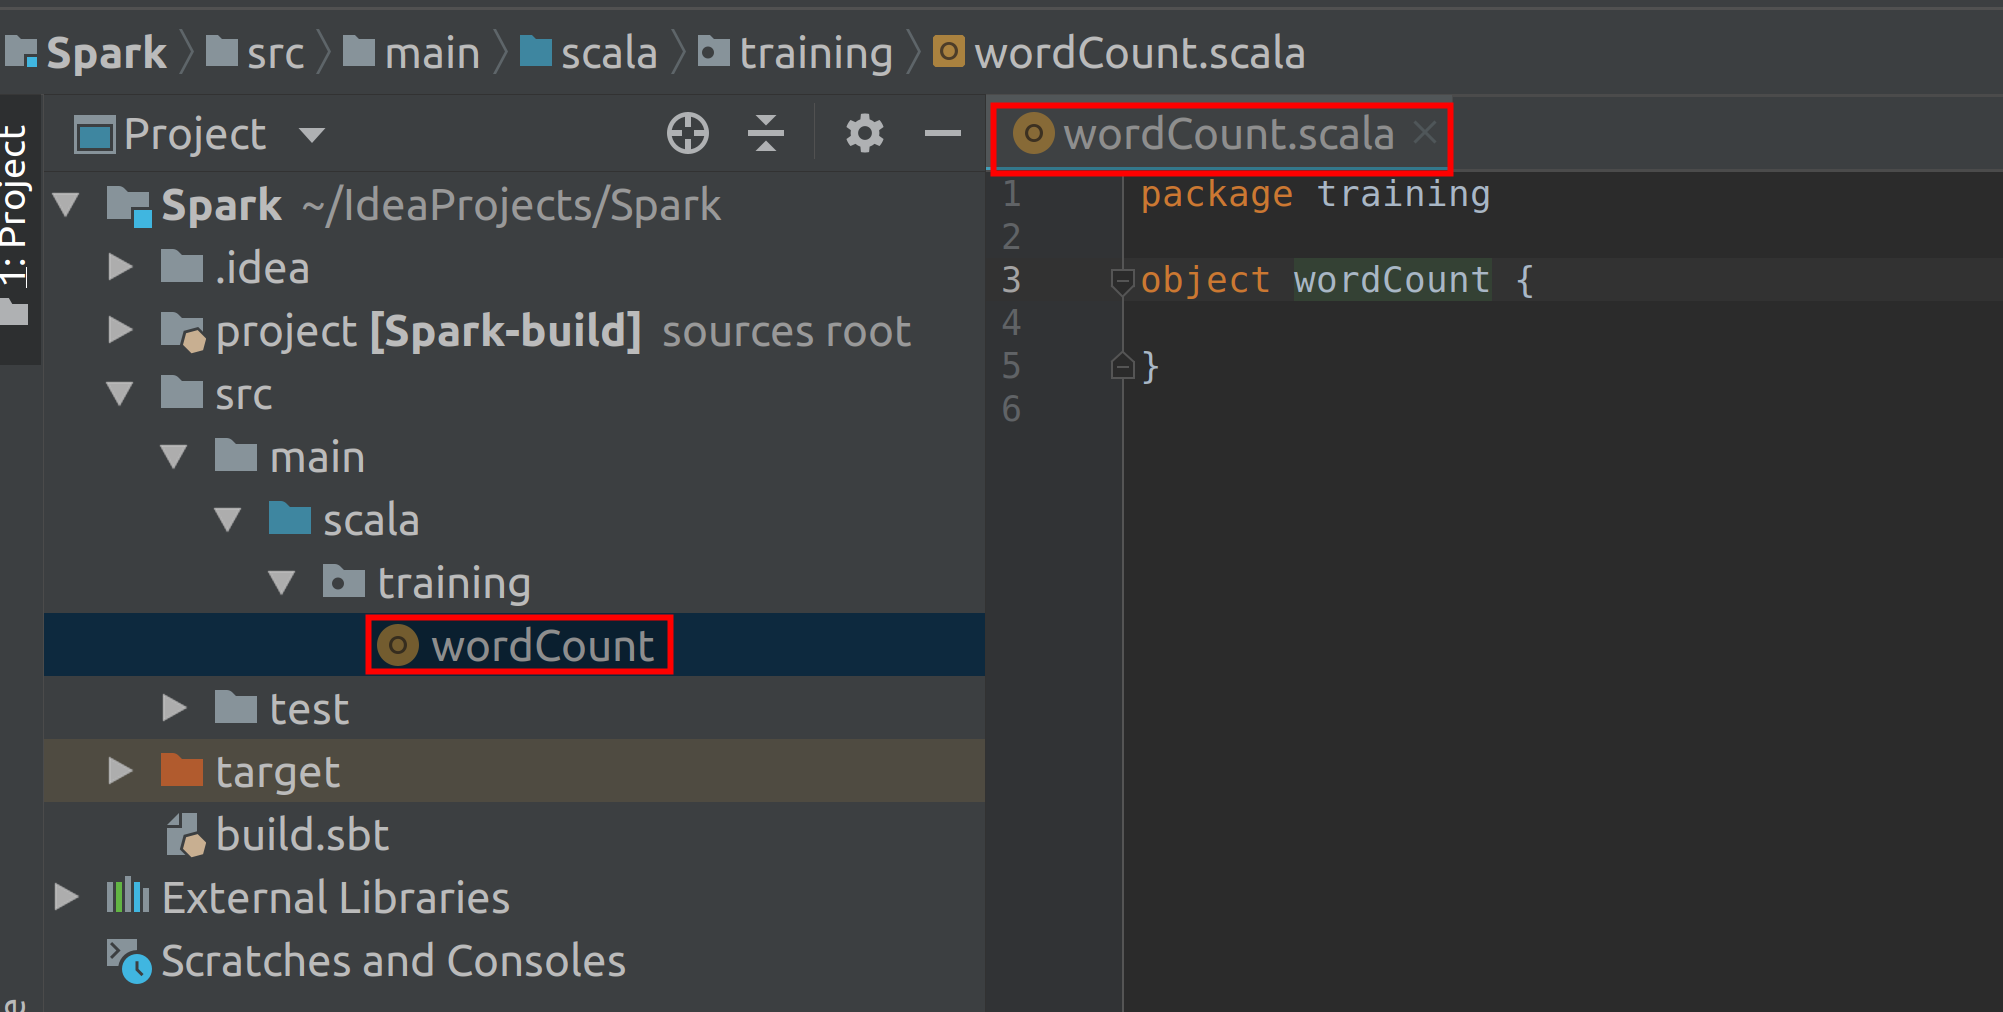 Spark src main scala training wordCount.scala
1: Project
Project
Spark ~/IdeaProjects/Spark
.idea
project [Spark-build] sources root
src
main
scala
training
wordCount
test
target
build.sbt
External Libraries
Scratches and Consoles
wordCount.scala
1 package training
2
3 object wordCount {
4
5 }
6